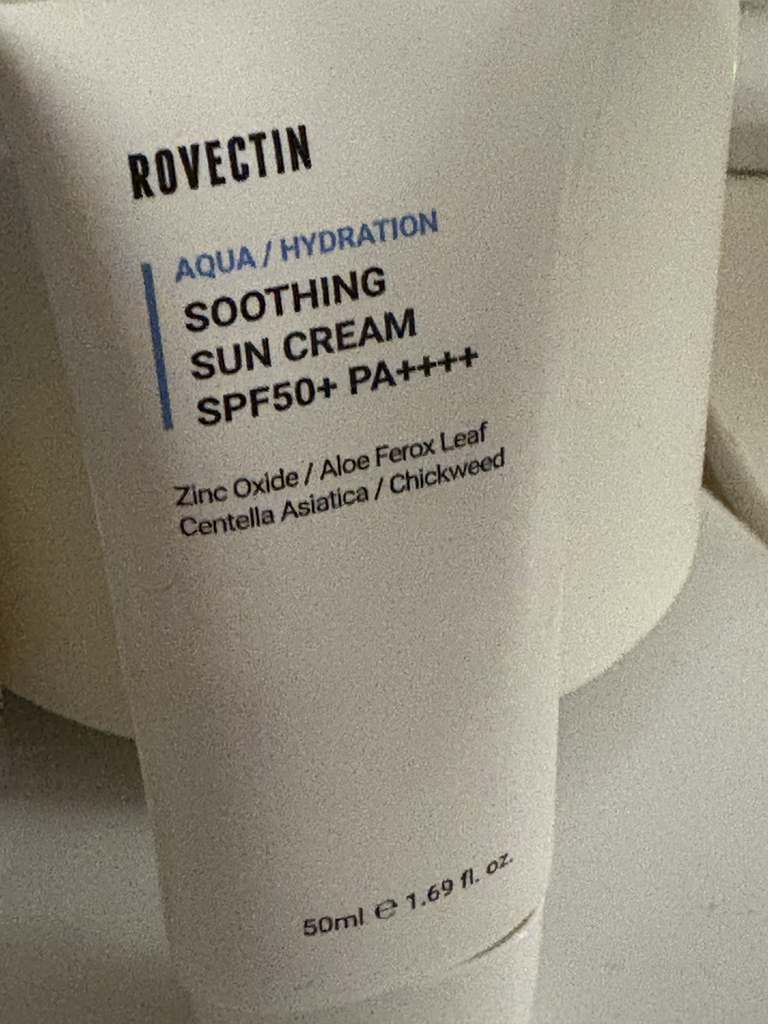 ROVECTIN
AQUA / HYDRATION
SOOTHING
SUN CREAM
SPF50+ PA++++
Zinc Oxide / Aloe Ferox Leaf
Centella Asiatica / Chickweed
50ml ℮ 1.69 fl. oz.